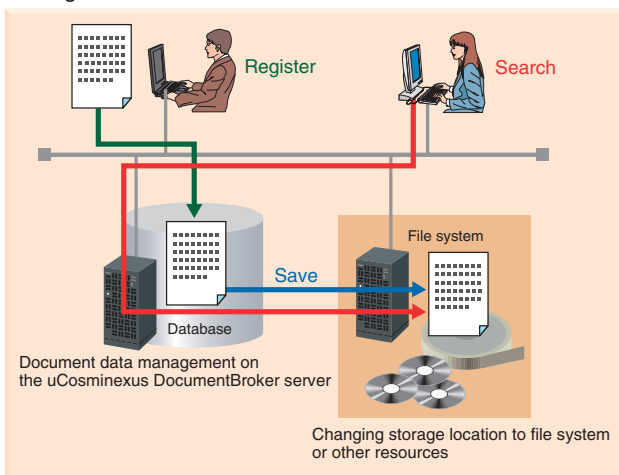 Register
Search
File system
Save
Database
Document data management on
the uCosminexus DocumentBroker server
Changing storage location to file system
or other resources